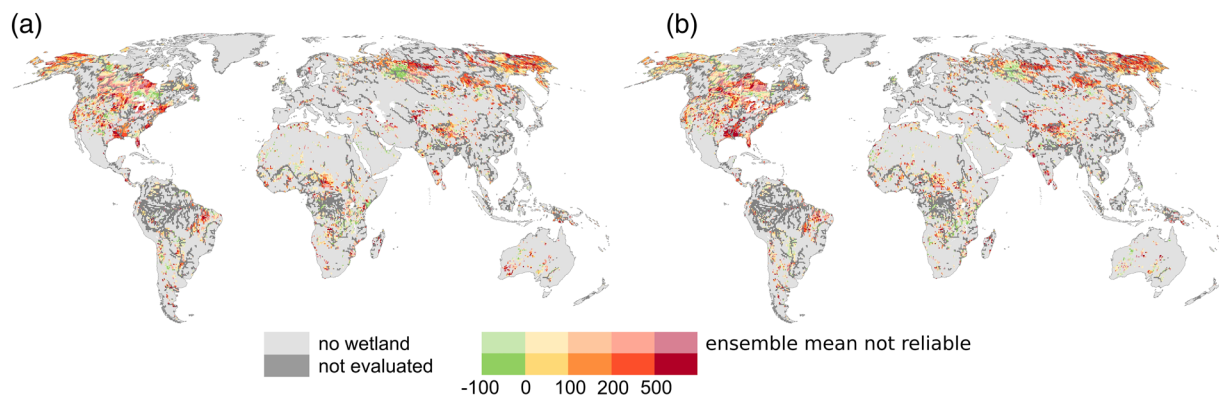 (a)
(b)
no wetland
not evaluated
ensemble mean not reliable
-100 0 100 200 500